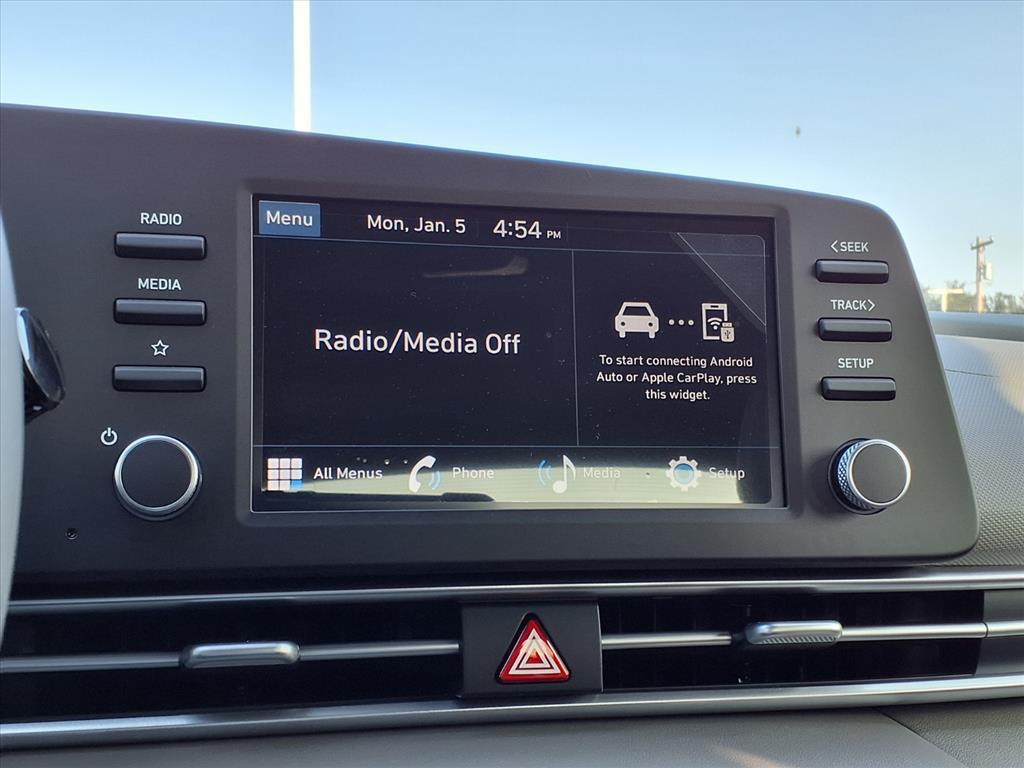 RADIO
MEDIA
Menu
Mon, Jan. 5
4:54 PM
Radio/Media Off
To start connecting Android
Auto or Apple CarPlay, press
this widget.
All Menus
Phone
Media
Setup
<SEEK
TRACK>
SETUP